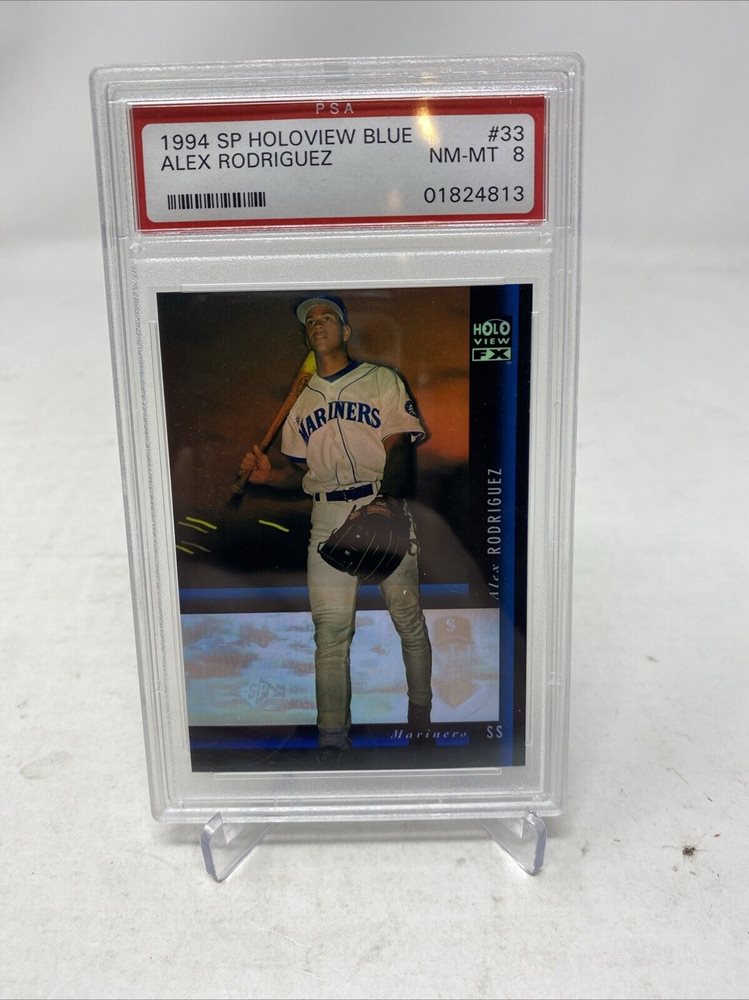 PSA
1994 SP HOLOVIEW BLUE #33
ALEX RODRIGUEZ NM-MT 8
01824813
HOLO
VIEW
FX
MARINERS
Alex RODRIGUEZ
S
SP
Mariners SS